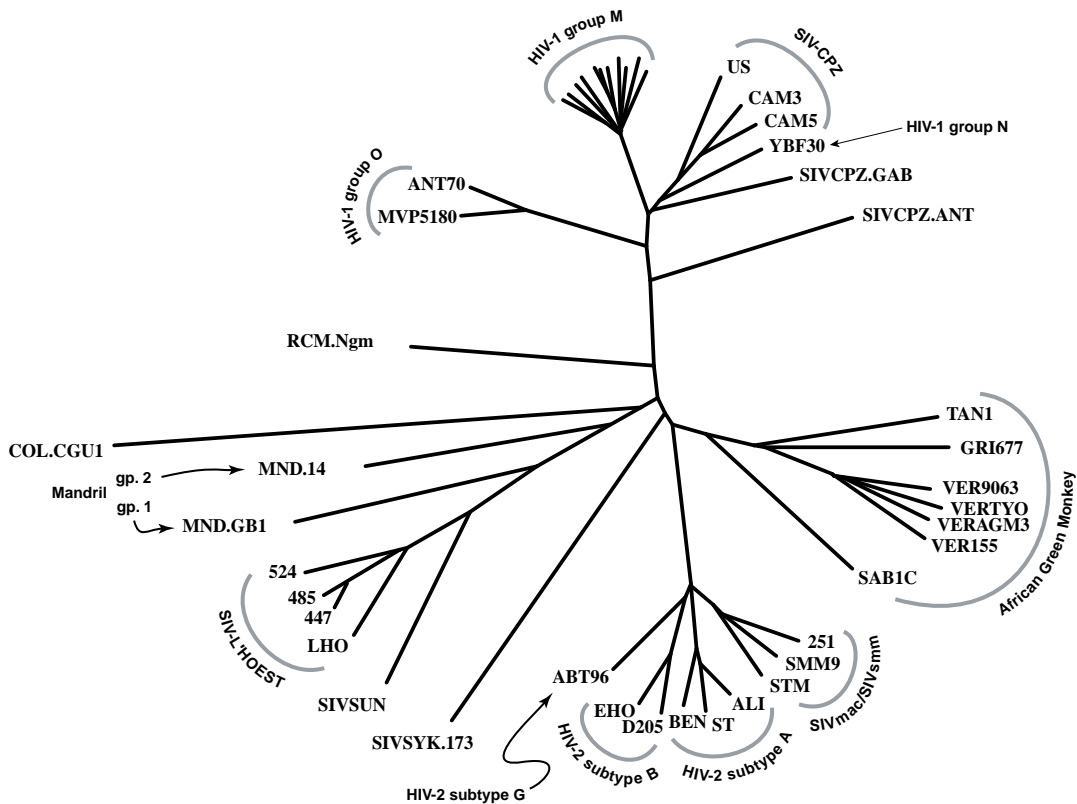 HIV-1 group M
SIV-CPZ
US
CAM3
CAM5
YBF30
HIV-1 group N
SIVCPZ.GAB
SIVCPZ.ANT
HIV-1 group O
ANT70
MVP5180
RCM.Ngm
COL.CGU1
Mandril
gp. 2
gp. 1
MND.14
MND.GB1
TAN1
GRI677
VER9063
VERTYO
VERAGM3
VER155
SAB1C
African Green Monkey
524
485
447
LHO
SIV-L'HOEST
SIVSUN
SIVSYK.173
ABT96
EHO
D205
BEN
ST
ALI
STM
SMM9
251
SIVmac/SIVsmm
HIV-2 subtype B
HIV-2 subtype A
HIV-2 subtype G